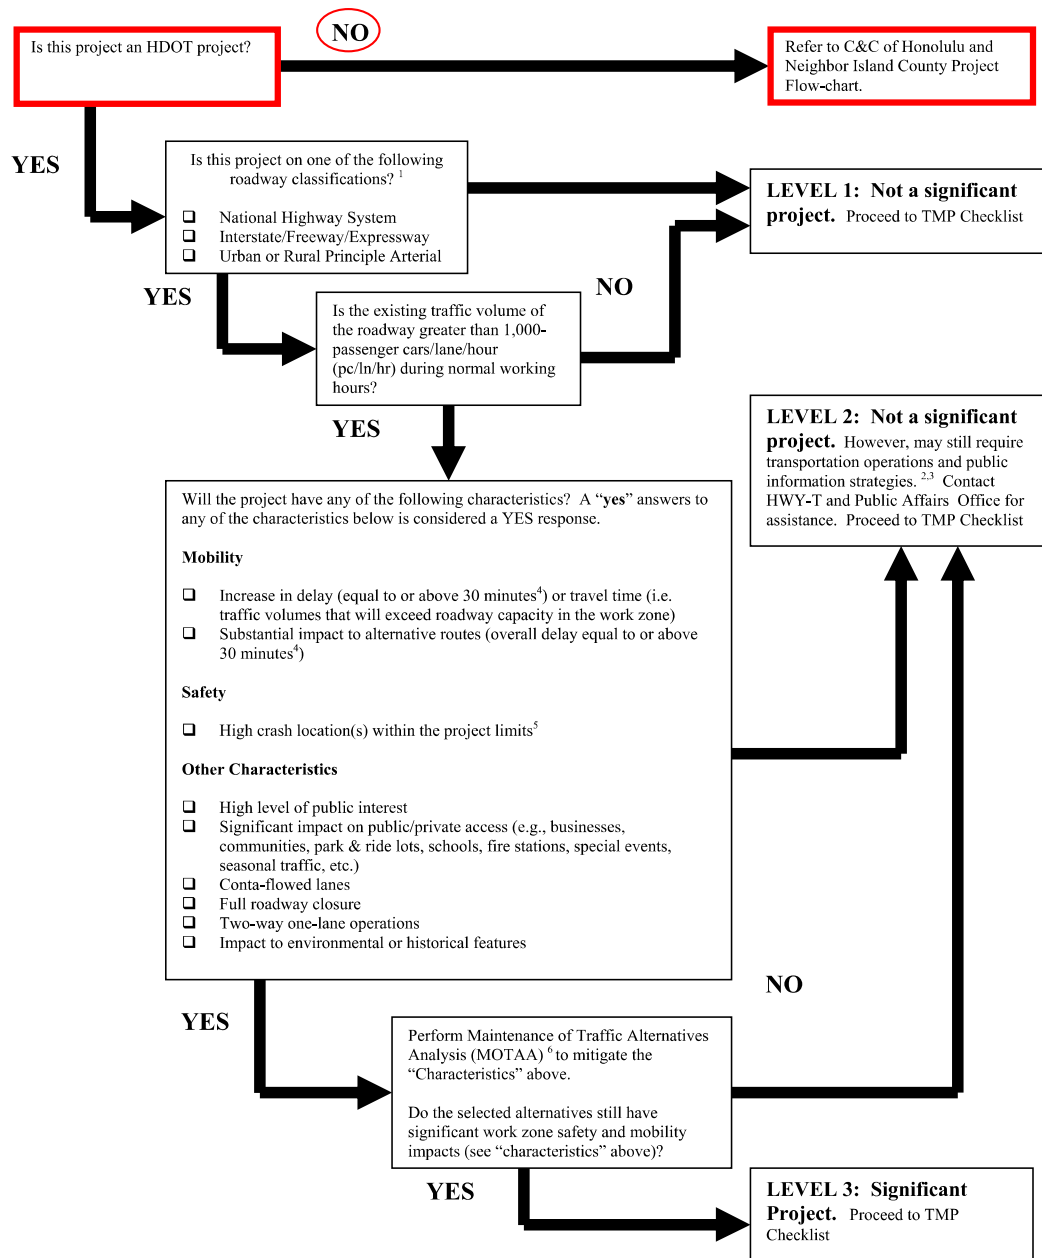 NO
Is this project an HDOT project?
Refer to C&C of Honolulu and
Neighbor Island County Project
Flow-chart.
YES
Is this project on one of the following
roadway classifications? 1
❑ National Highway System
❑ Interstate/Freeway/Expressway
❑ Urban or Rural Principle Arterial
LEVEL 1: Not a significant
project. Proceed to TMP Checklist
YES
NO
Is the existing traffic volume of
the roadway greater than 1,000-
passenger cars/lane/hour
(pc/ln/hr) during normal working
hours?
YES
LEVEL 2: Not a significant
project. However, may still require
transportation operations and public
information strategies. 2,3 Contact
HWY-T and Public Affairs Office for
assistance. Proceed to TMP Checklist
Will the project have any of the following characteristics? A “yes” answers to
any of the characteristics below is considered a YES response.
Mobility
❑ Increase in delay (equal to or above 30 minutes4) or travel time (i.e.
traffic volumes that will exceed roadway capacity in the work zone)
❑ Substantial impact to alternative routes (overall delay equal to or above
30 minutes4)
Safety
❑ High crash location(s) within the project limits5
Other Characteristics
❑ High level of public interest
❑ Significant impact on public/private access (e.g., businesses,
communities, park & ride lots, schools, fire stations, special events,
seasonal traffic, etc.)
❑ Conta-flowed lanes
❑ Full roadway closure
❑ Two-way one-lane operations
❑ Impact to environmental or historical features
NO
YES
Perform Maintenance of Traffic Alternatives
Analysis (MOTAA) 6 to mitigate the
“Characteristics” above.
Do the selected alternatives still have
significant work zone safety and mobility
impacts (see “characteristics” above)?
YES
LEVEL 3: Significant
Project. Proceed to TMP
Checklist